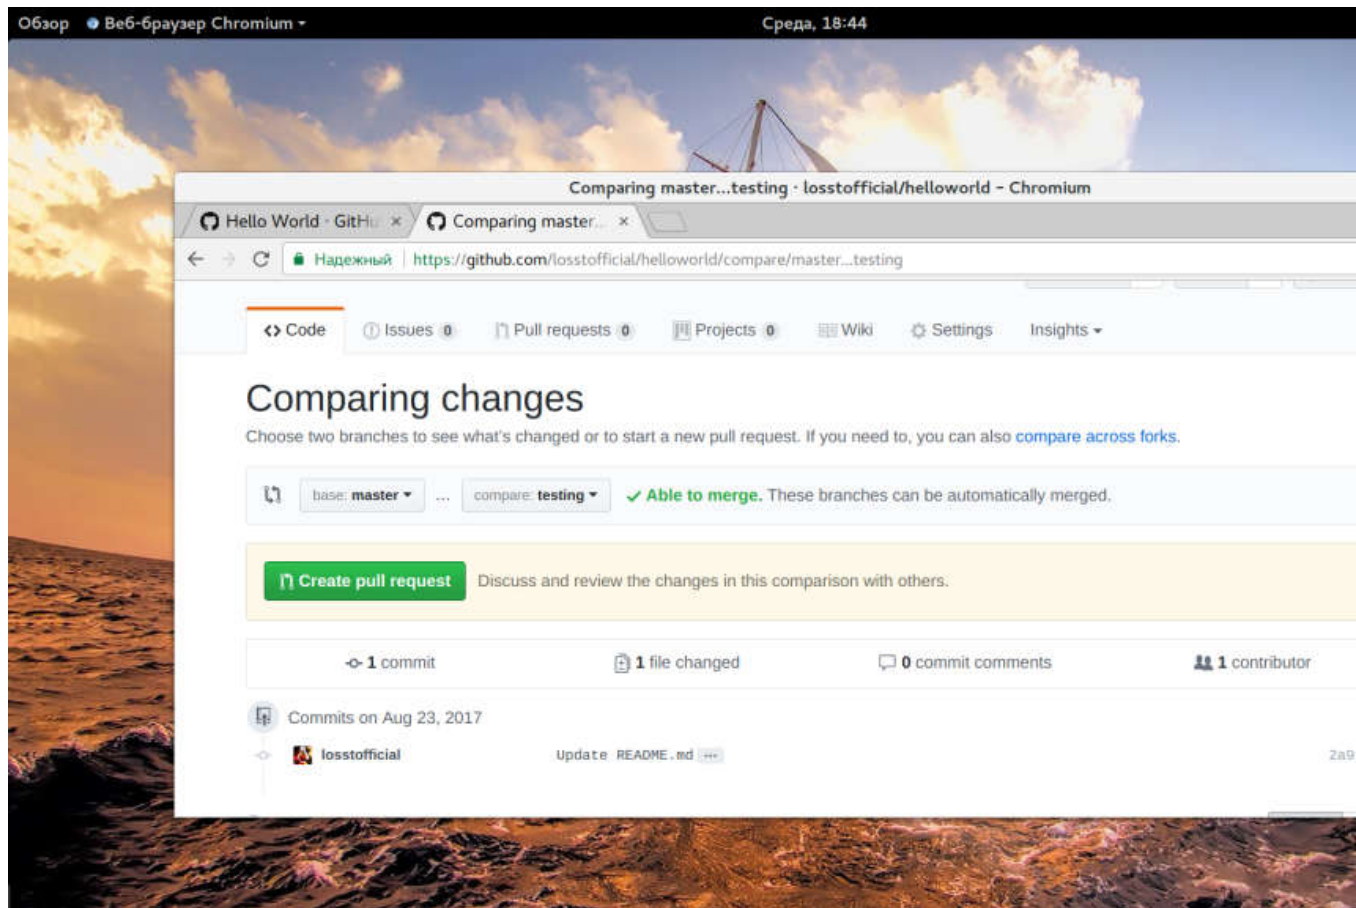 Обзор Веб-браузер Chromium Среда, 18:44
Comparing master...testing · losstofficial/helloworld – Chromium
Hello World · GitHu × Comparing master... ×
Надежный https://github.com/losstofficial/helloworld/compare/master...testing
Code Issues 0 Pull requests 0 Projects 0 Wiki Settings Insights
Comparing changes
Choose two branches to see what's changed or to start a new pull request. If you need to, you can also compare across forks.
base: master ... compare: testing ✓ Able to merge. These branches can be automatically merged.
Create pull request Discuss and review the changes in this comparison with others.
1 commit 1 file changed 0 commit comments 1 contributor
Commits on Aug 23, 2017
losstofficial Update README.md ... 2a9